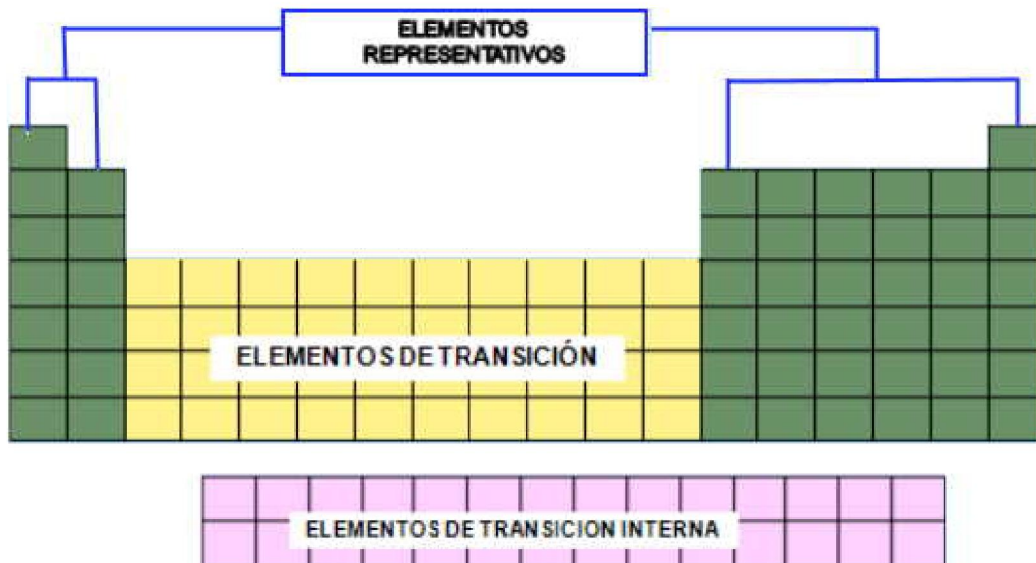 ELEMENTOS
REPRESENTATIVOS
ELEMENTOS DE TRANSICIÓN
ELEMENTOS DE TRANSICION INTERNA